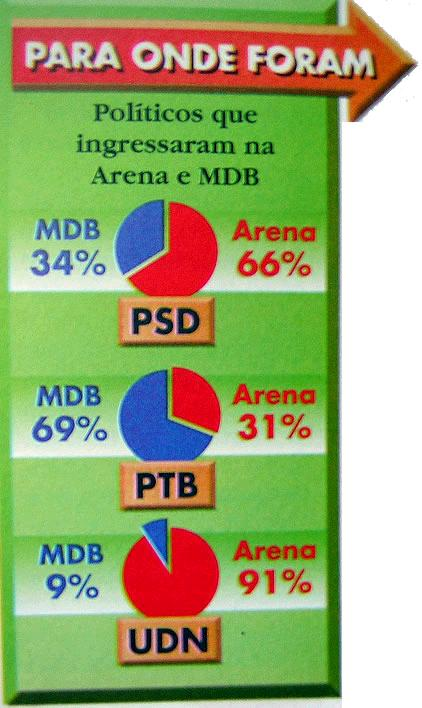 PARA ONDE FORAM
Políticos que
ingressaram na
Arena e MDB
MDB
34%
Arena
66%
PSD
MDB
69%
Arena
31%
PTB
MDB
9%
Arena
91%
UDN